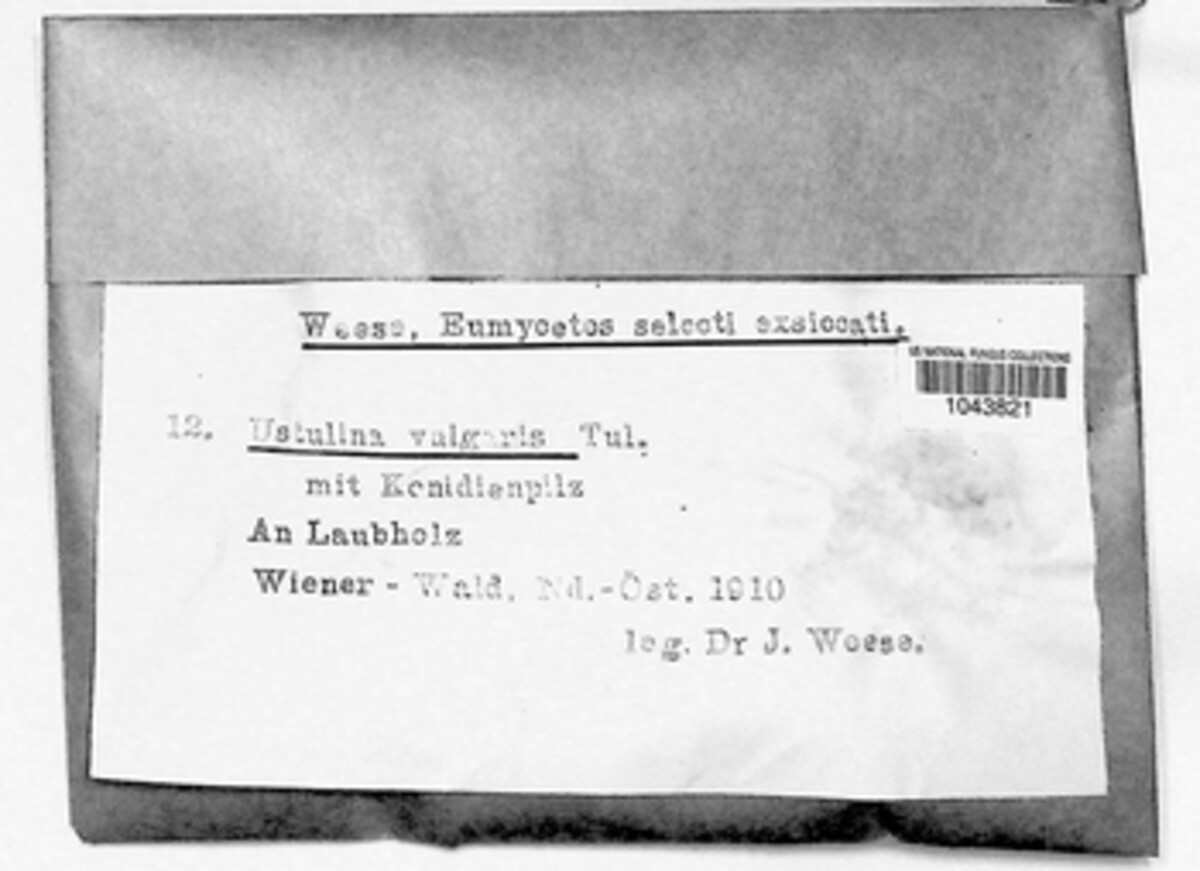 Weese, Eumycetes selecti exsiccati.
US NATIONAL FUNGUS COLLECTIONS
1043821
12. Ustulina vulgaris Tul.
mit Konidienpilz
An Laubholz
Wiener - Wald, Nd.-Öst. 1910
leg. Dr J. Weese.